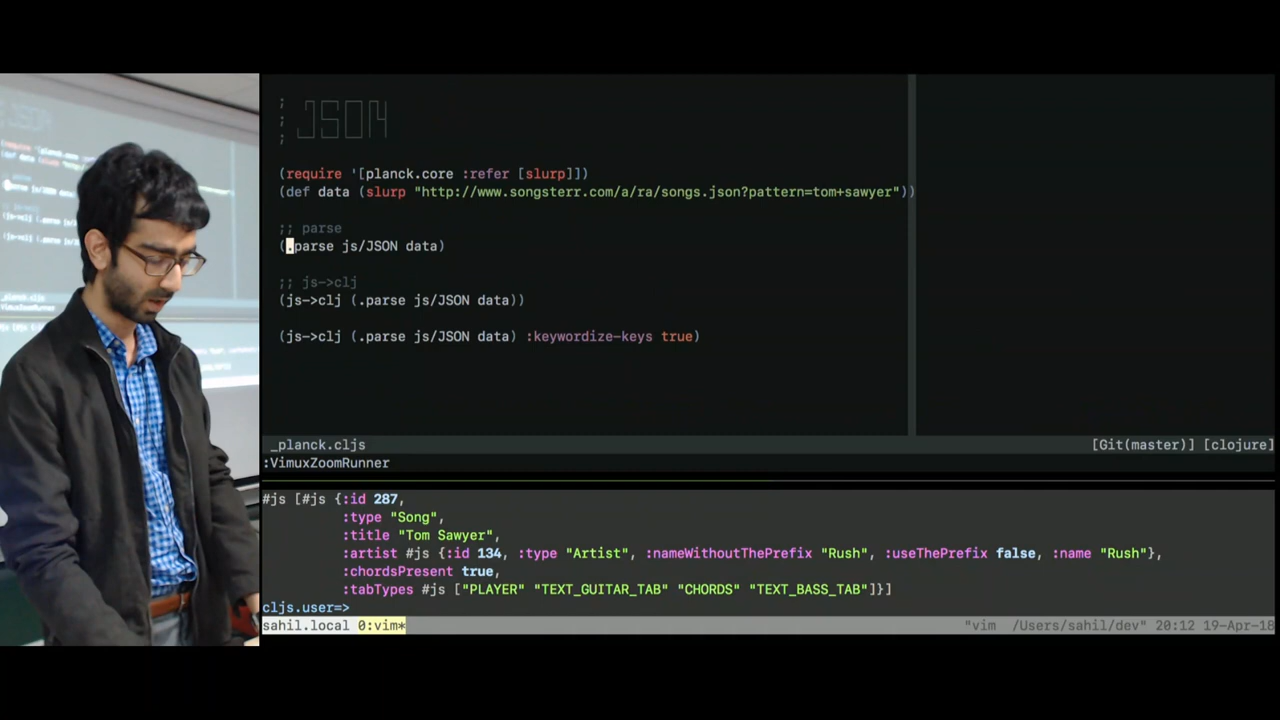 ;
; JSON
;
(require '[planck.core :refer [slurp]])
(def data (slurp "http://www.songsterr.com/a/ra/songs.json?pattern=tom+sawyer"))
;; parse
(.parse js/JSON data)
;; js->clj
(js->clj (.parse js/JSON data))
(js->clj (.parse js/JSON data) :keywordize-keys true)
_planck.cljs [Git(master)] [clojure]
:VimuxZoomRunner
#js [#js {:id 287,
:type "Song",
:title "Tom Sawyer",
:artist #js {:id 134, :type "Artist", :nameWithoutThePrefix "Rush", :useThePrefix false, :name "Rush"},
:chordsPresent true,
:tabTypes #js ["PLAYER" "TEXT_GUITAR_TAB" "CHORDS" "TEXT_BASS_TAB"]}]
cljs.user=>
sahil.local 0:vim* "vim /Users/sahil/dev" 20:12 19-Apr-18